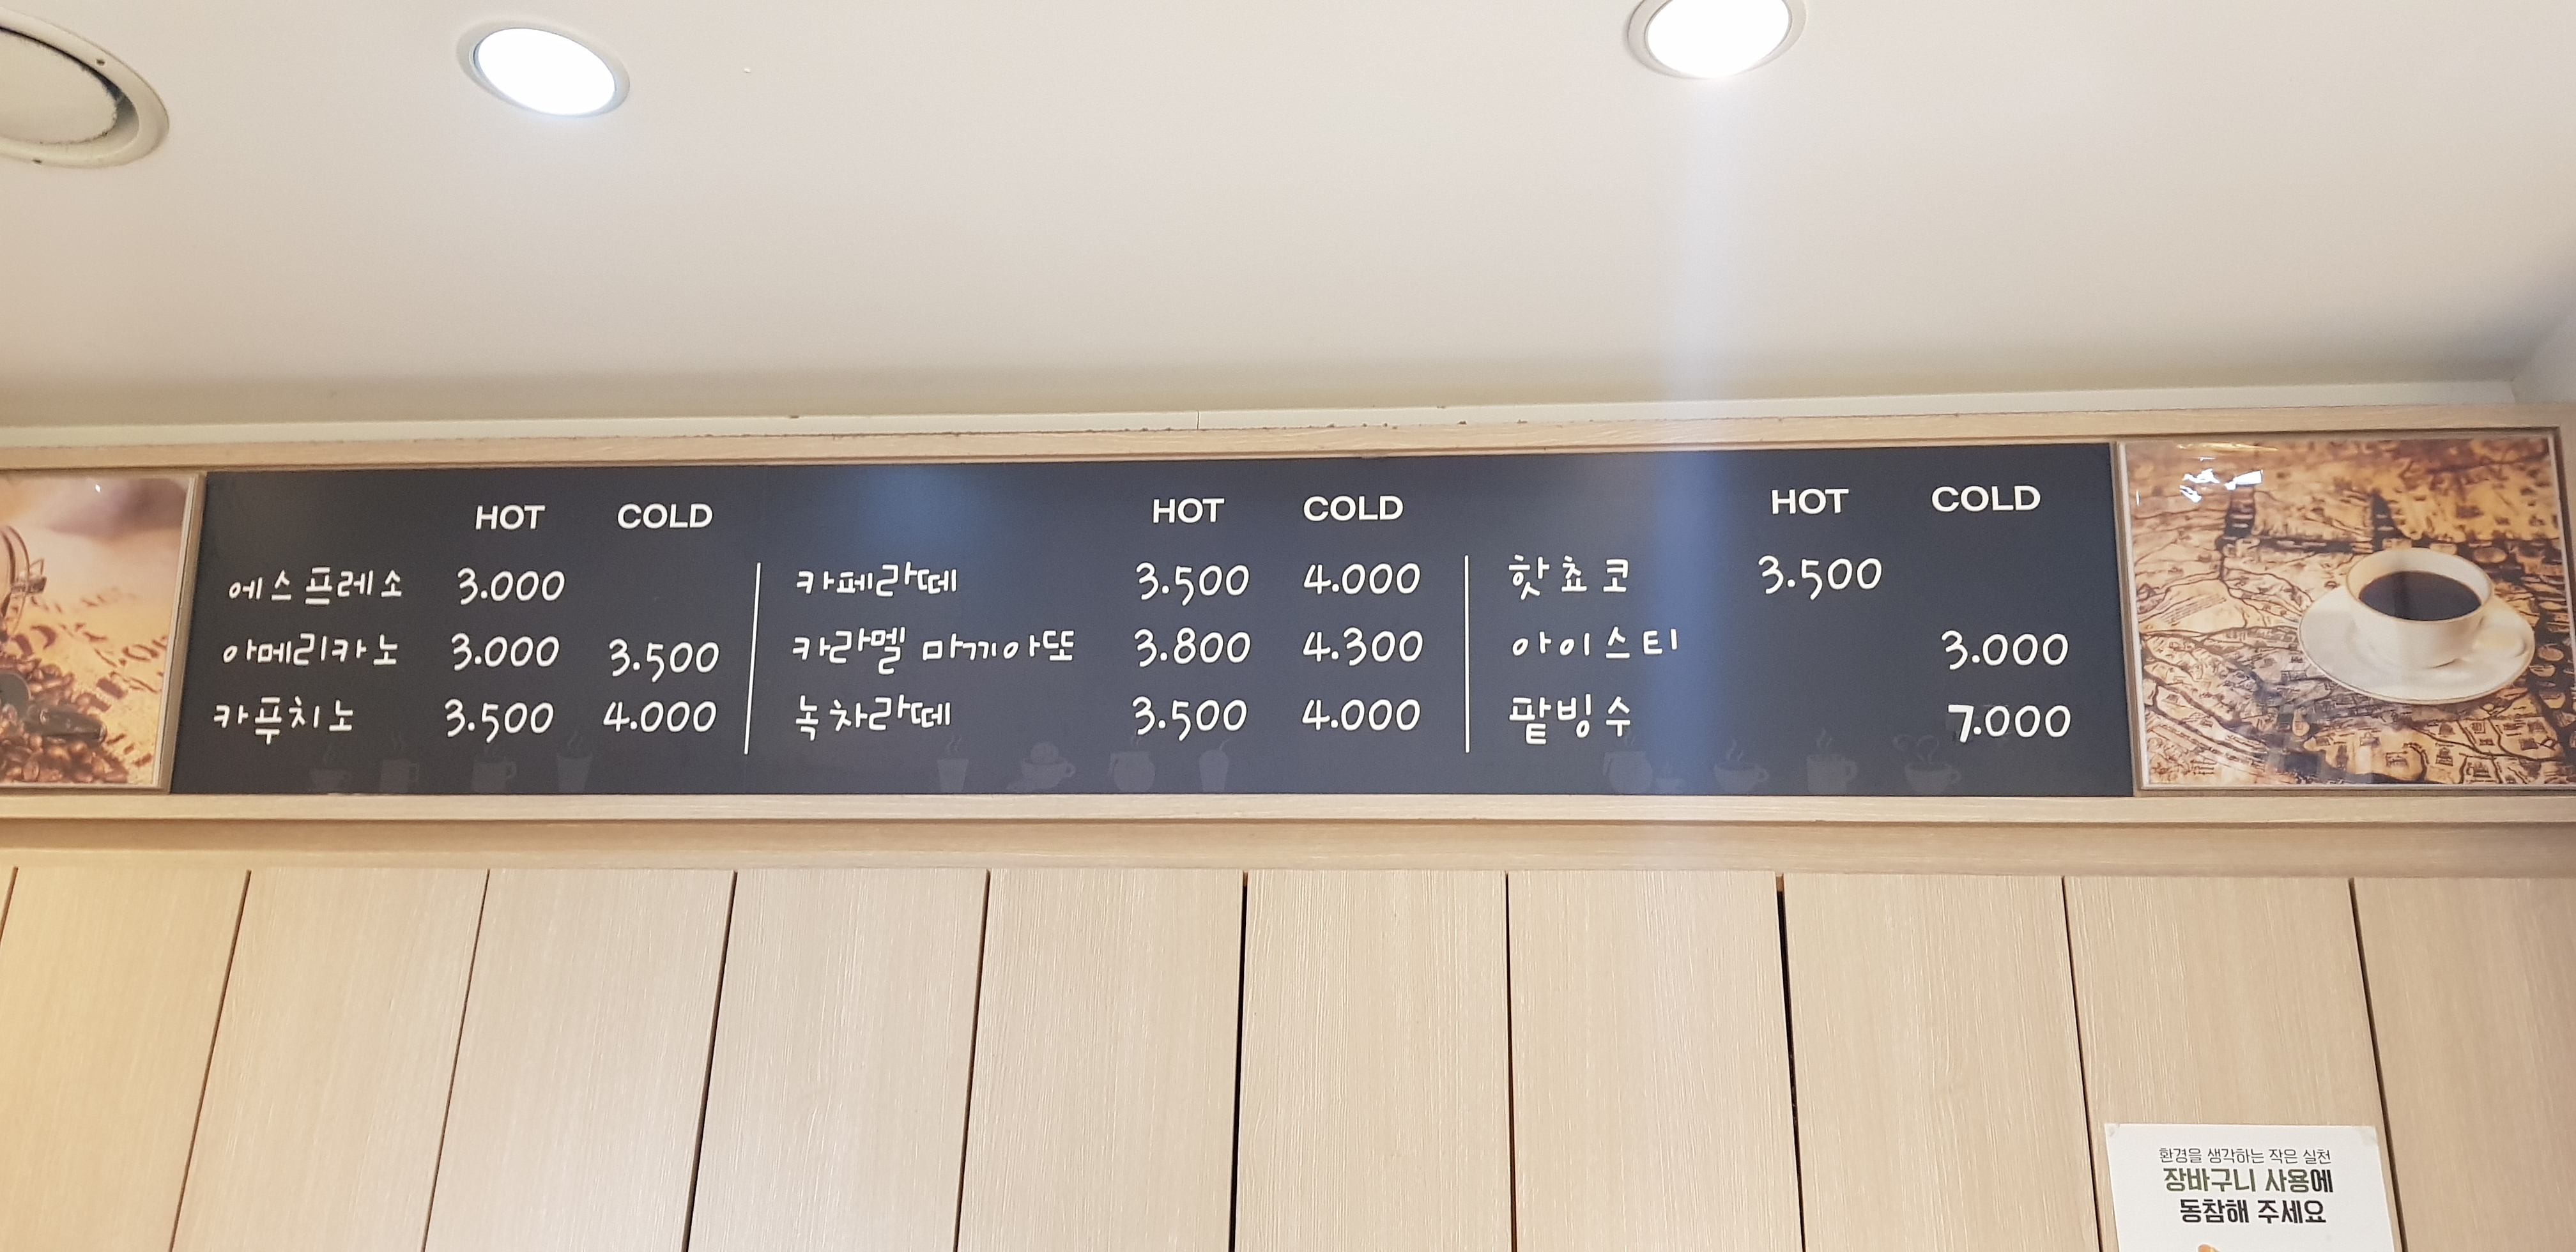 HOT COLD
에스프레소 3.000
아메리카노 3.000 3.500
카푸치노 3.500 4.000
HOT COLD
카페라떼 3.500 4.000
카라멜 마끼아또 3.800 4.300
녹차라떼 3.500 4.000
HOT COLD
핫쵸코 3.500
아이스티 3.000
팥빙수 7.000
환경을 생각하는 작은 실천
장바구니 사용에
동참해 주세요